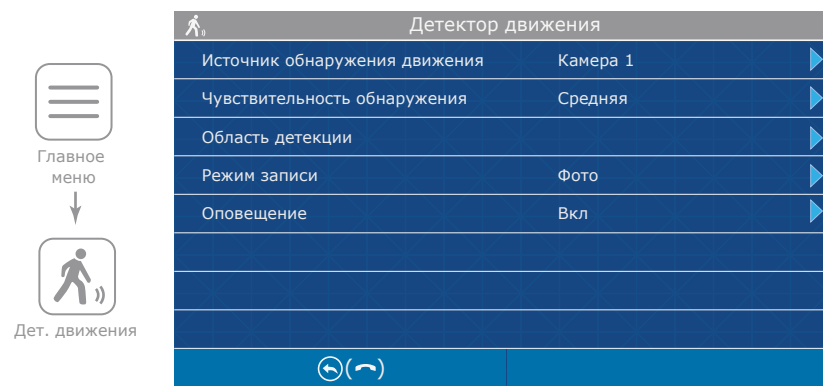 Главное
меню
Дет. движения
Детектор движения
Источник обнаружения движения Камера 1
Чувствительность обнаружения Средняя
Область детекции
Режим записи Фото
Оповещение Вкл